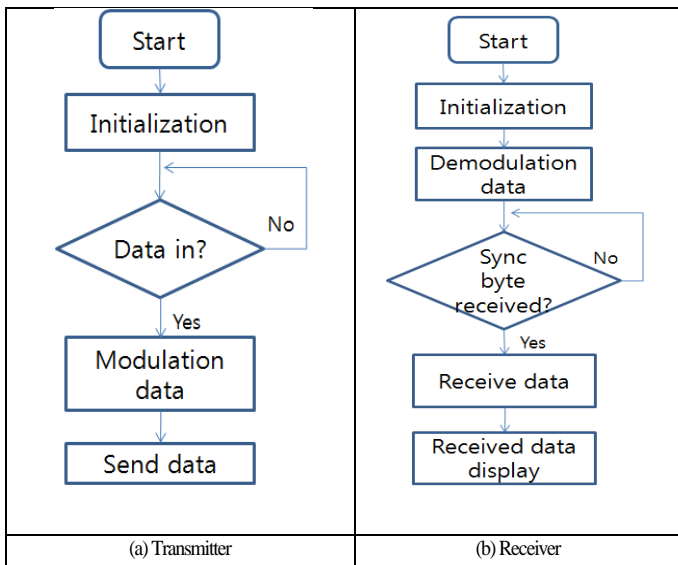 Start
Initialization
Data in?
No
Yes
Modulation
data
Send data
(a) Transmitter
Start
Initialization
Demodulation
data
Sync
byte
received?
No
Yes
Receive data
Received data
display
(b) Receiver